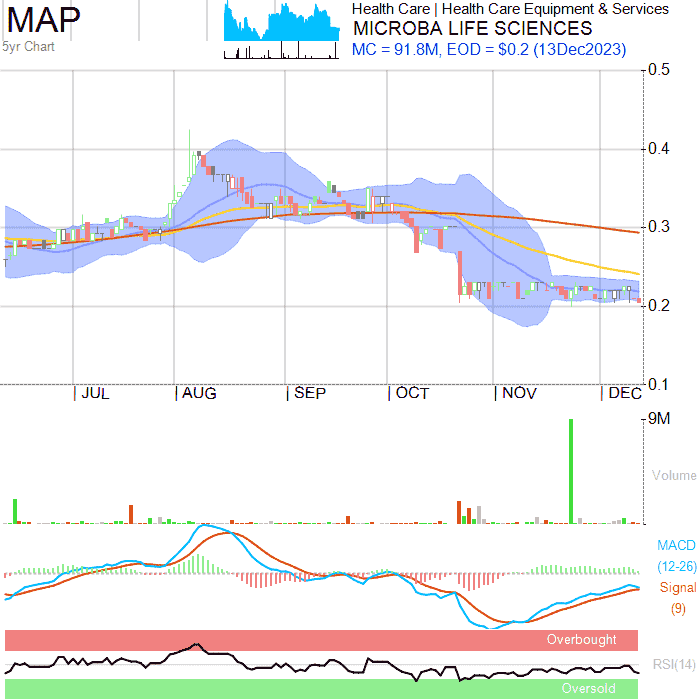 MAP
5yr Chart
Health Care | Health Care Equipment & Services
MICROBA LIFE SCIENCES
MC = 91.8M, EOD = $0.2 (13Dec2023)
0.5
0.4
0.3
0.2
0.1
JUL AUG SEP OCT NOV DEC
9M
Volume
MACD
(12-26)
Signal
(9)
Overbought
RSI(14)
Oversold